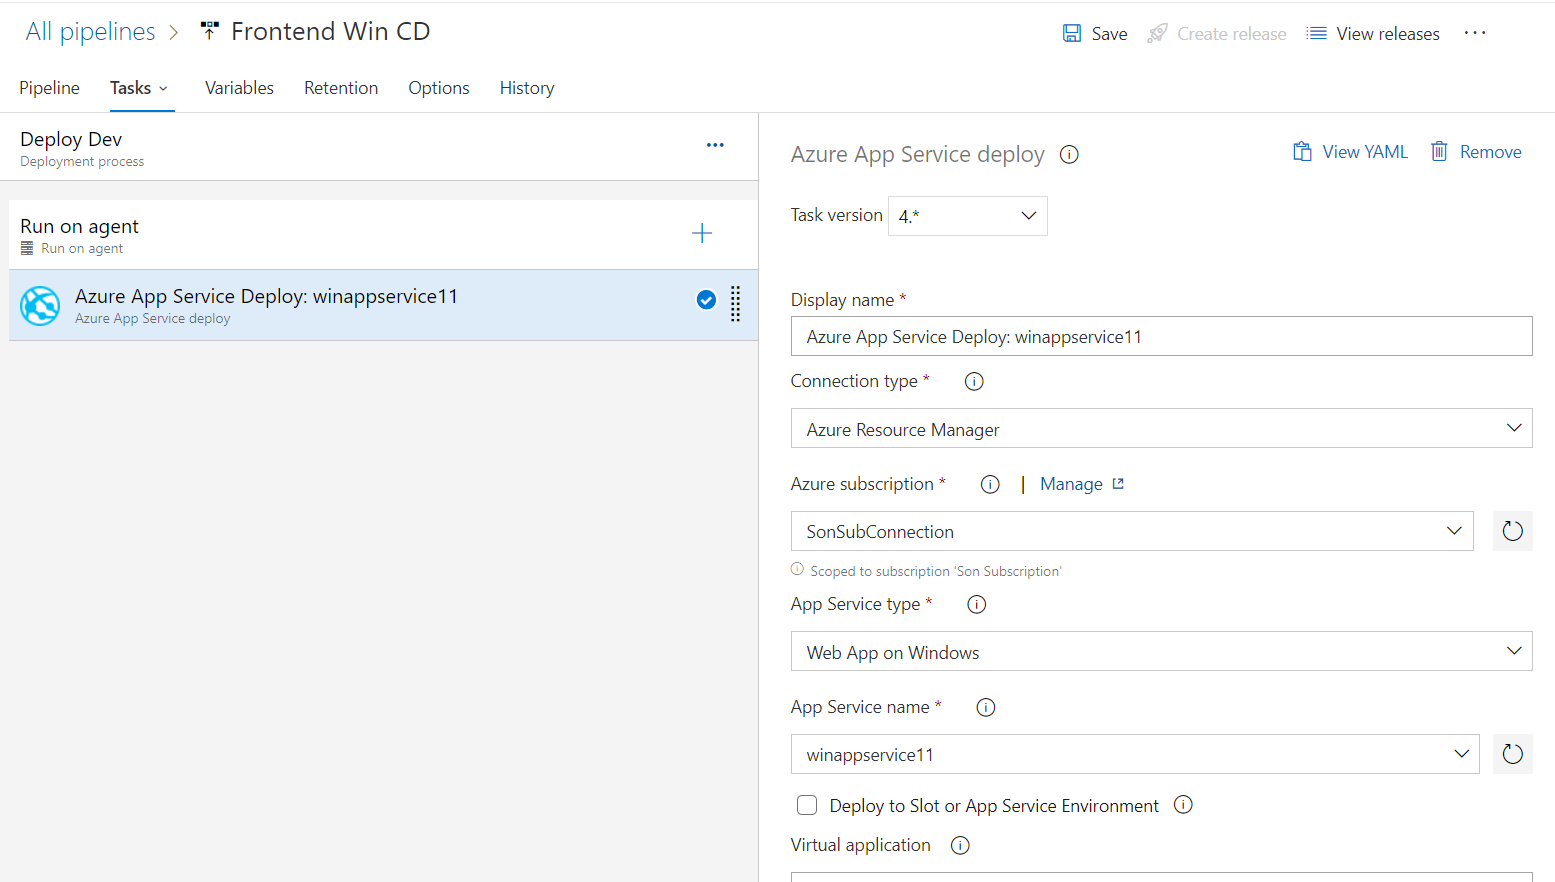 All pipelines > Frontend Win CD
Save Create release View releases ...
Pipeline Tasks Variables Retention Options History
Deploy Dev
Deployment process
Run on agent
Run on agent
Azure App Service Deploy: winappservice11
Azure App Service deploy
Azure App Service deploy
View YAML Remove
Task version 4.*
Display name *
Azure App Service Deploy: winappservice11
Connection type *
Azure Resource Manager
Azure subscription * | Manage
SonSubConnection
Scoped to subscription 'Son Subscription'
App Service type *
Web App on Windows
App Service name *
winappservice11
Deploy to Slot or App Service Environment
Virtual application